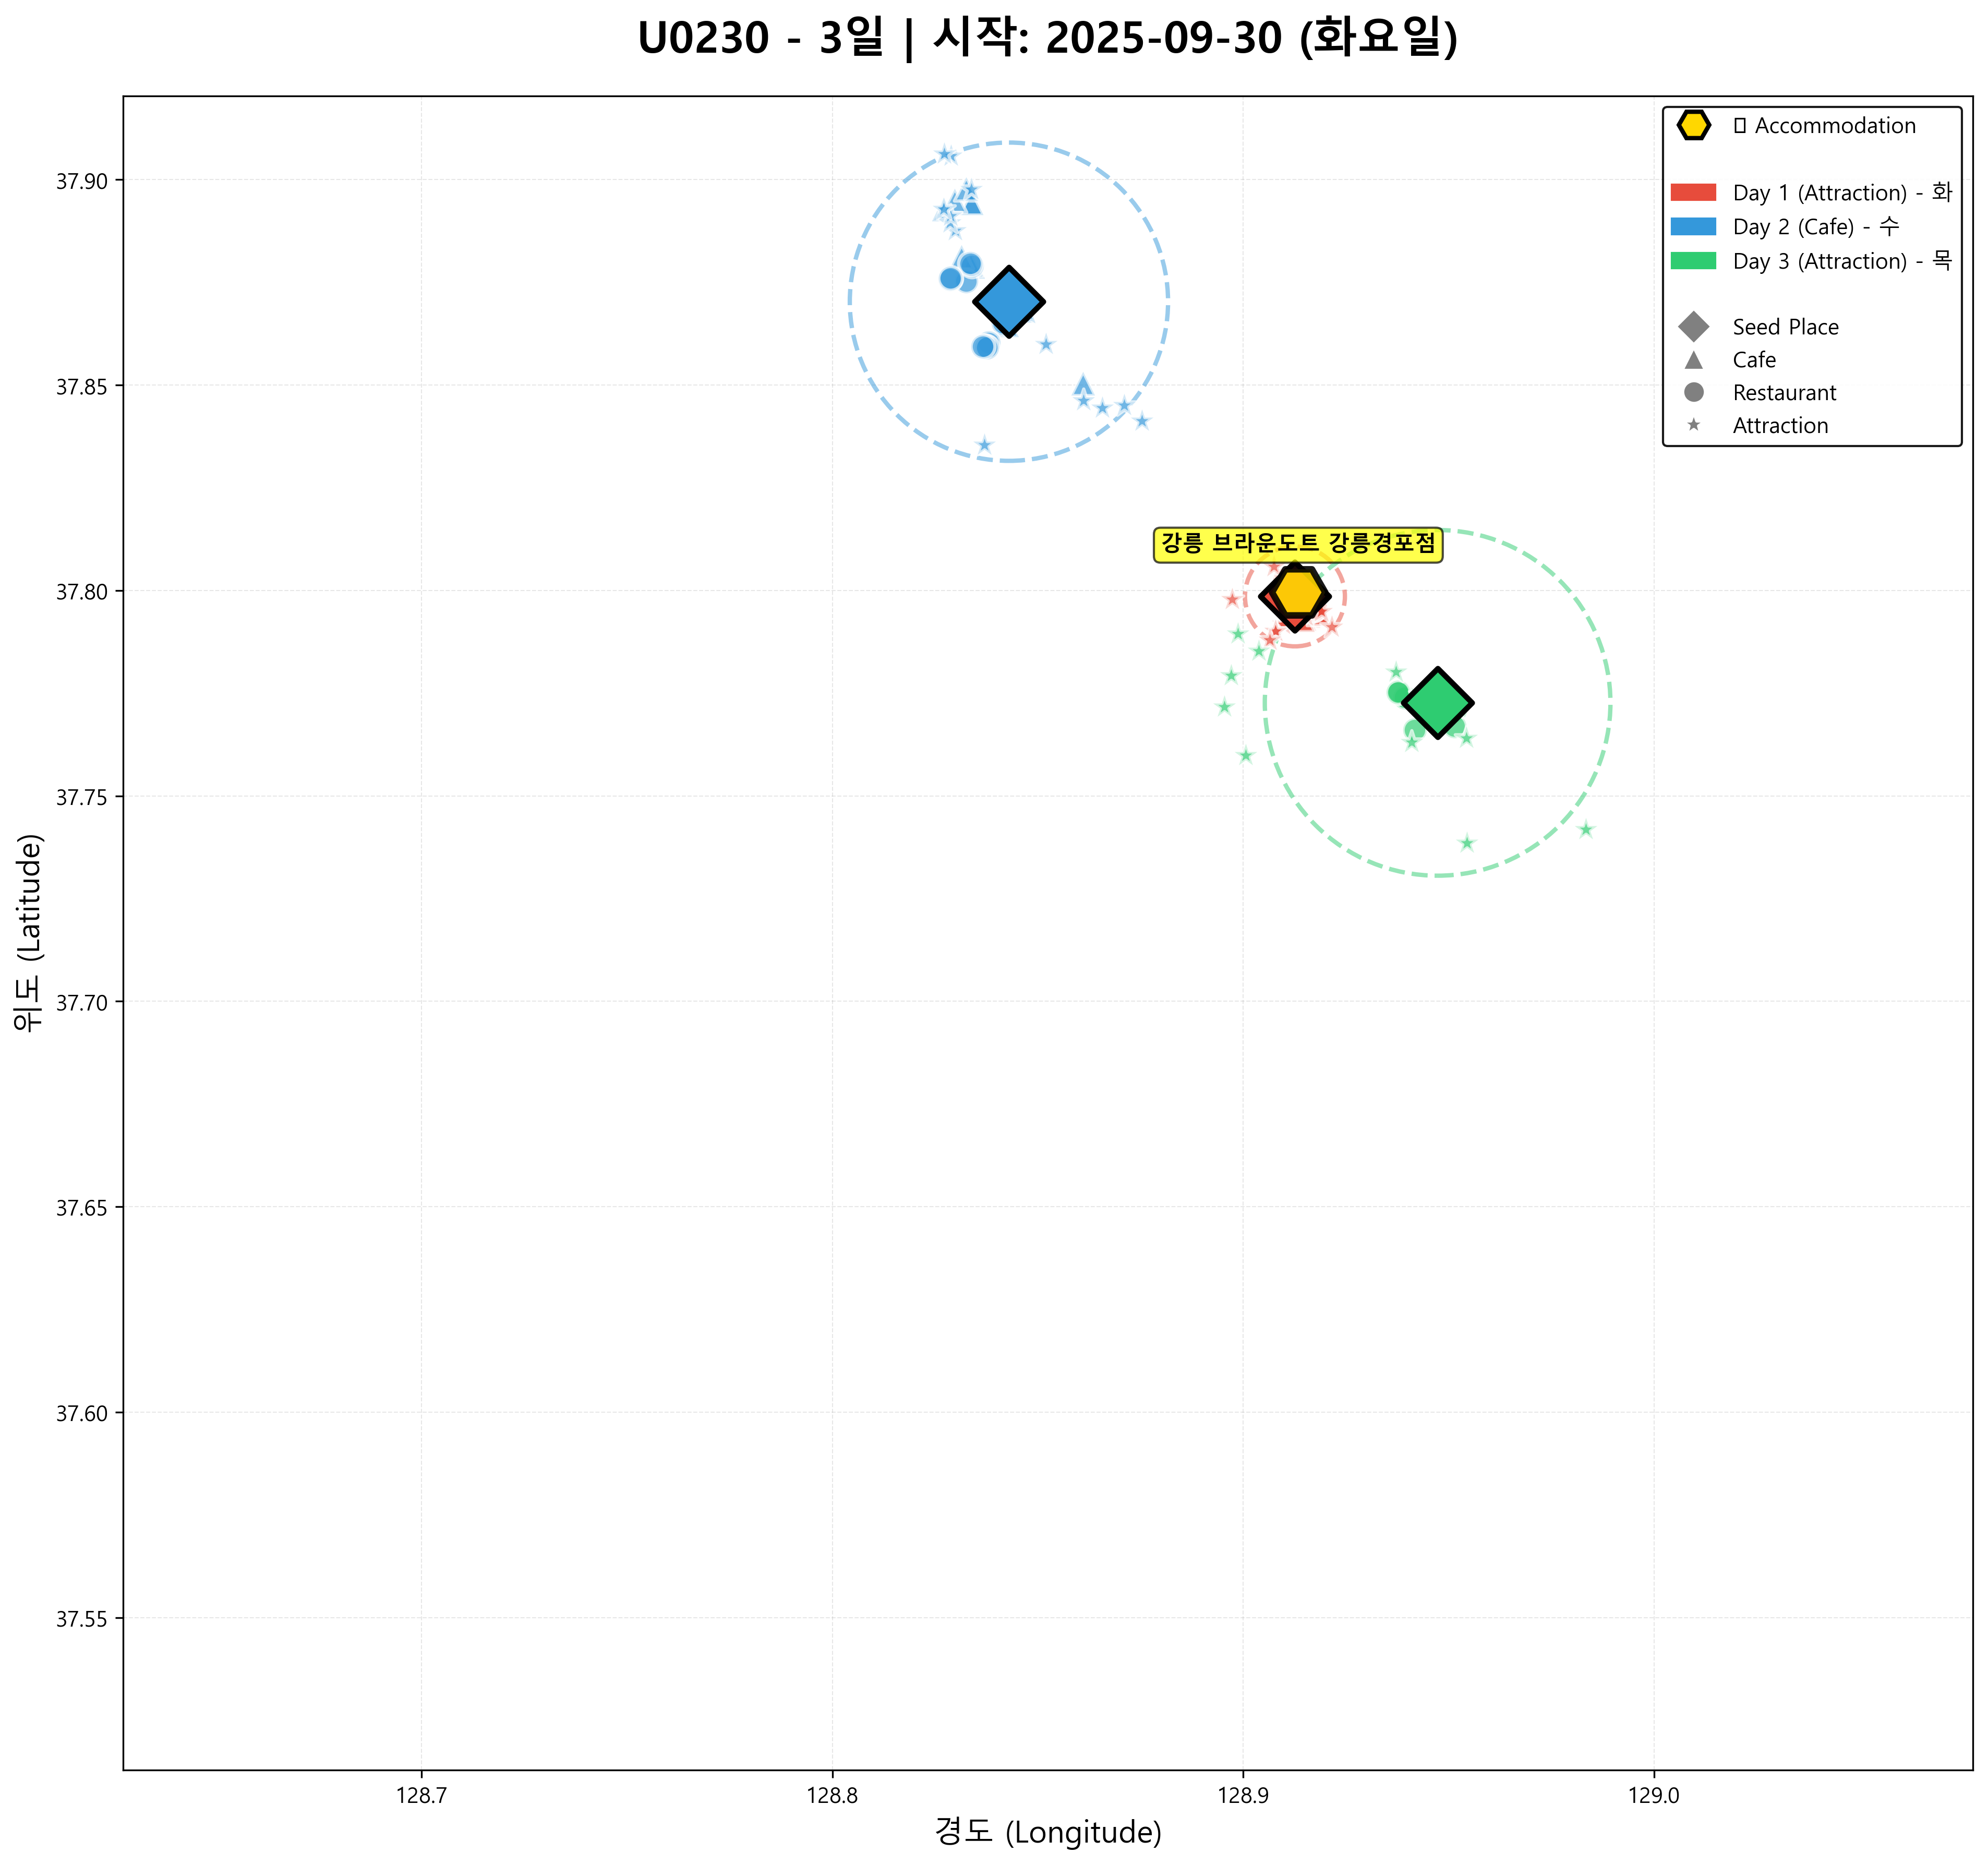 U0230 - 3일 | 시작: 2025-09-30 (화요일)
Accommodation
Day 1 (Attraction) - 화
Day 2 (Cafe) - 수
Day 3 (Attraction) - 목
Seed Place
Cafe
Restaurant
Attraction
강릉 브라운도트 강릉경포점
위도 (Latitude)
37.90
37.85
37.80
37.75
37.70
37.65
37.60
37.55
128.7
128.8
128.9
129.0
경도 (Longitude)